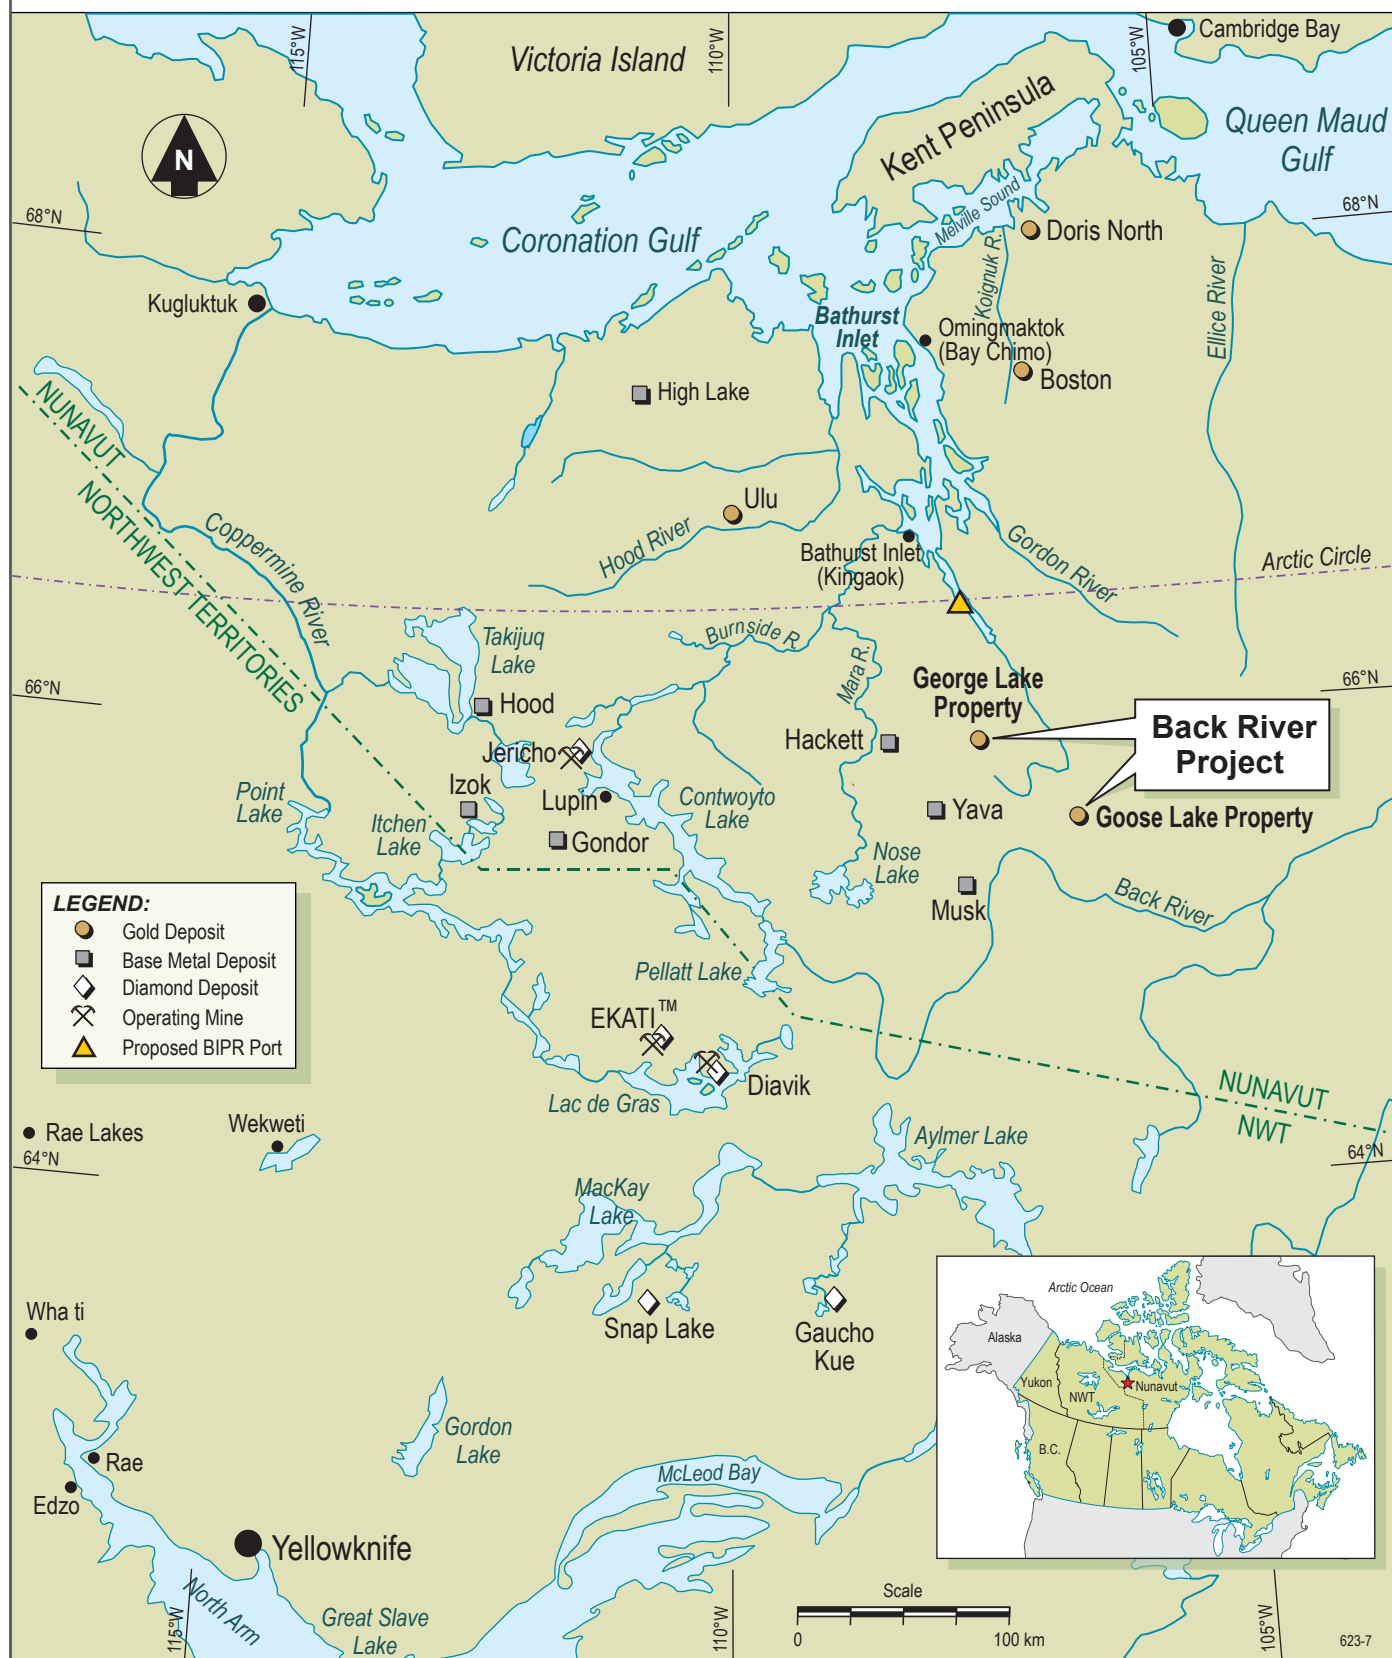 115°W
Victoria Island
110°W
105°W
Cambridge Bay
N
Kent Peninsula
Queen Maud
Gulf
68°N
68°N
Melville Sound
Coronation Gulf
Doris North
Koignuk R.
Ellice River
Kugluktuk
Bathurst
Inlet
Omingmaktok
(Bay Chimo)
Boston
High Lake
NUNAVUT
NORTHWEST TERRITORIES
Ulu
Coppermine River
Hood River
Bathurst Inlet
(Kingaok)
Gordon River
Arctic Circle
Takijuq
Lake
Burnside R.
Mara R.
66°N
66°N
George Lake
Property
Hood
Back River
Project
Jericho
Hackett
Izok
Lupin
Contwoyto
Lake
Yava
Goose Lake Property
Point
Lake
Itchen
Lake
Gondor
Nose
Lake
Musk
Back River
LEGEND:
Gold Deposit
Base Metal Deposit
Diamond Deposit
Operating Mine
Proposed BIPR Port
Pellatt Lake
EKATI™
Diavik
Lac de Gras
NUNAVUT
NWT
Rae Lakes
Wekweti
Aylmer Lake
64°N
64°N
MacKay
Lake
Snap Lake
Gaucho
Kue
Wha ti
Arctic Ocean
Alaska
Yukon
NWT
Nunavut
B.C.
Gordon
Lake
Rae
Edzo
McLeod Bay
Yellowknife
North Arm
Great Slave
Lake
115°W
110°W
105°W
Scale
0
100 km
623-7